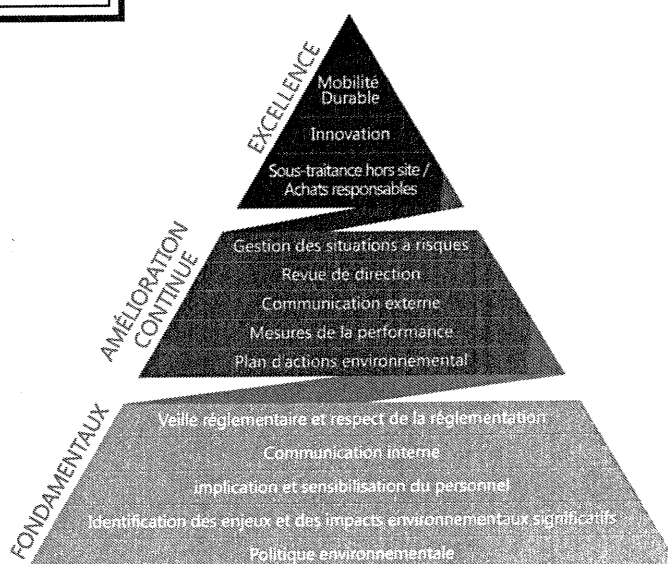 EXCELLENCE
Mobilité
Durable
Innovation
Sous-traitance hors site /
Achats responsables
AMÉLIORATION
CONTINUE
Gestion des situations à risques
Revue de direction
Communication externe
Mesures de la performance
Plan d'actions environnemental
FONDAMENTAUX
Veille réglementaire et respect de la réglementation
Communication interne
implication et sensibilisation du personnel
Identification des enjeux et des impacts environnementaux significatifs
Politique environnementale